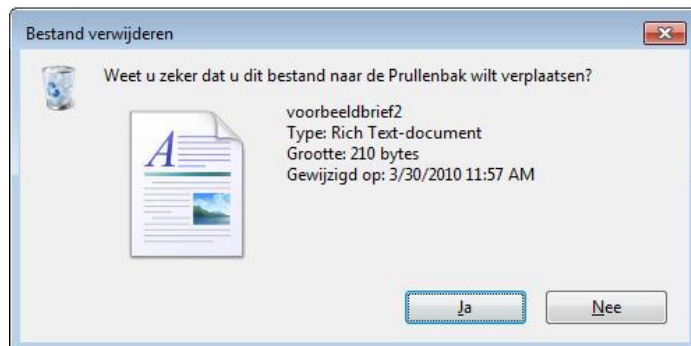 Bestand verwijderen
Weet u zeker dat u dit bestand naar de Prullenbak wilt verplaatsen?
voorbeeldbrief2
Type: Rich Text-document
Grootte: 210 bytes
Gewijzigd op: 3/30/2010 11:57 AM
Ja
Nee